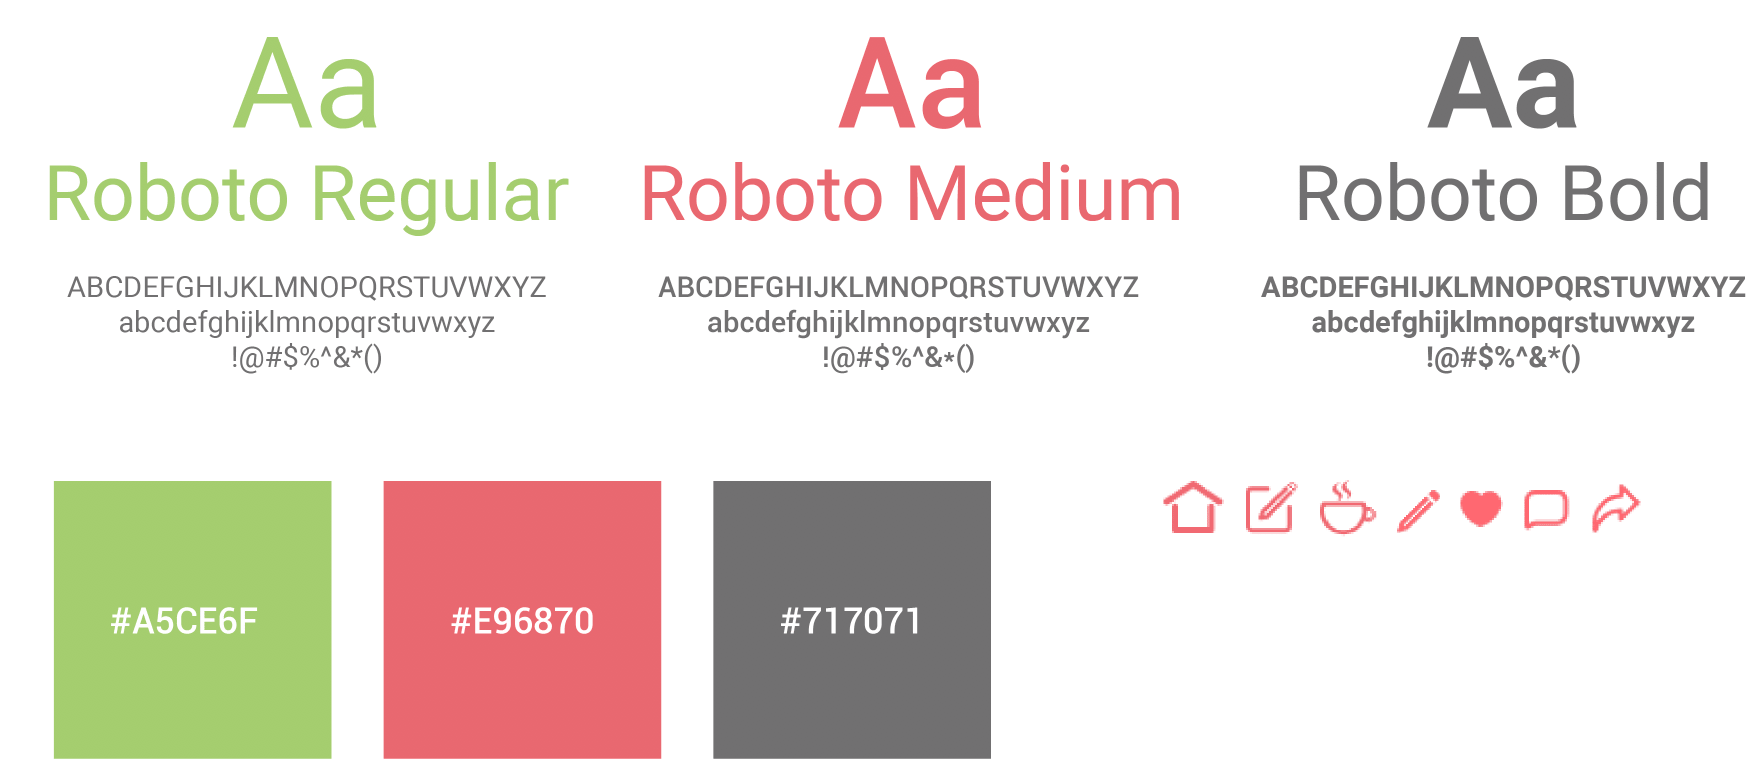 Aa
Roboto Regular
ABCDEFGHIJKLMNOPQRSTUVWXYZ
abcdefghijklmnopqrstuvwxyz
!@#$%^&*()
Aa
Roboto Medium
ABCDEFGHIJKLMNOPQRSTUVWXYZ
abcdefghijklmnopqrstuvwxyz
!@#$%^&*()
Aa
Roboto Bold
ABCDEFGHIJKLMNOPQRSTUVWXYZ
abcdefghijklmnopqrstuvwxyz
!@#$%^&*()
#A5CE6F
#E96870
#717071